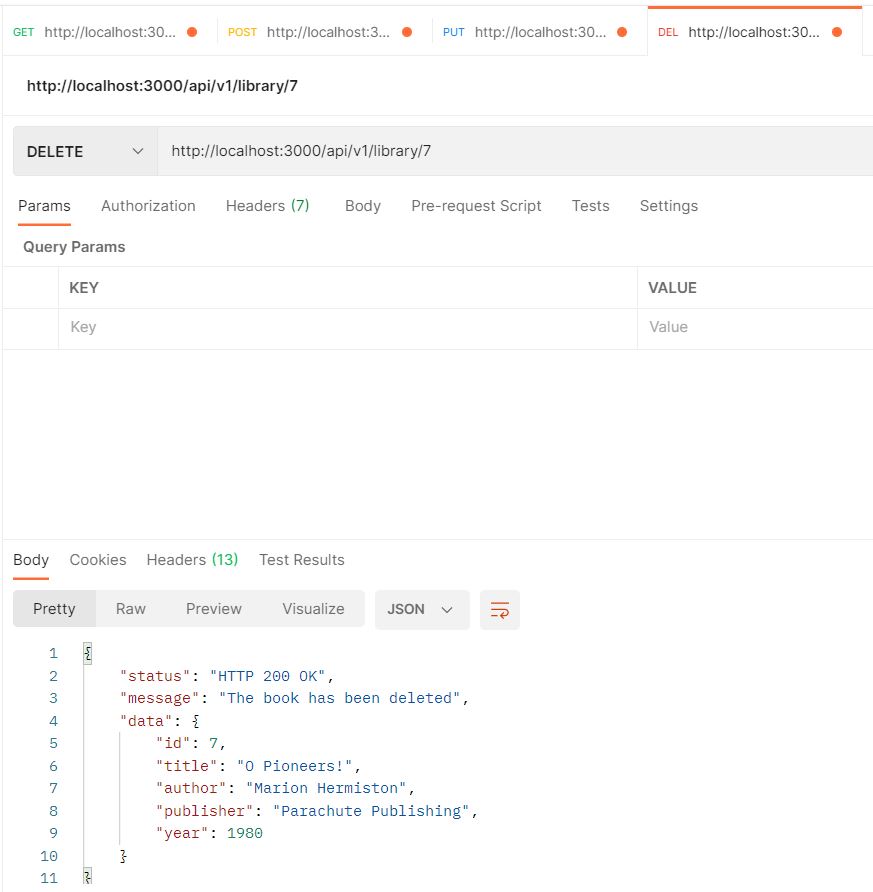 GET http://localhost:30... POST http://localhost:3... PUT http://localhost:30... DEL http://localhost:30...
http://localhost:3000/api/v1/library/7
DELETE http://localhost:3000/api/v1/library/7
Params Authorization Headers (7) Body Pre-request Script Tests Settings
Query Params
KEY VALUE
Key Value
Body Cookies Headers (13) Test Results
Pretty Raw Preview Visualize JSON
1 {
2 "status": "HTTP 200 OK",
3 "message": "The book has been deleted",
4 "data": {
5 "id": 7,
6 "title": "O Pioneers!",
7 "author": "Marion Hermiston",
8 "publisher": "Parachute Publishing",
9 "year": 1980
10 }
11 }